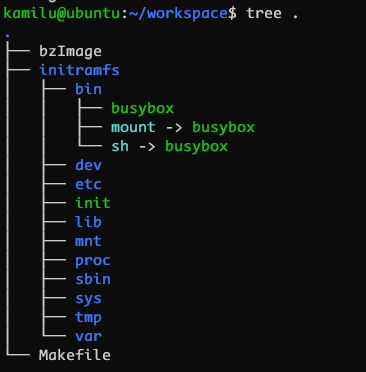 kamilu@ubuntu:~/workspace$ tree .
.
├── bzImage
├── initramfs
│   ├── bin
│   │   ├── busybox
│   │   ├── mount -> busybox
│   │   └── sh -> busybox
│   ├── dev
│   ├── etc
│   ├── init
│   ├── lib
│   ├── mnt
│   ├── proc
│   ├── sbin
│   ├── sys
│   ├── tmp
│   └── var
└── Makefile